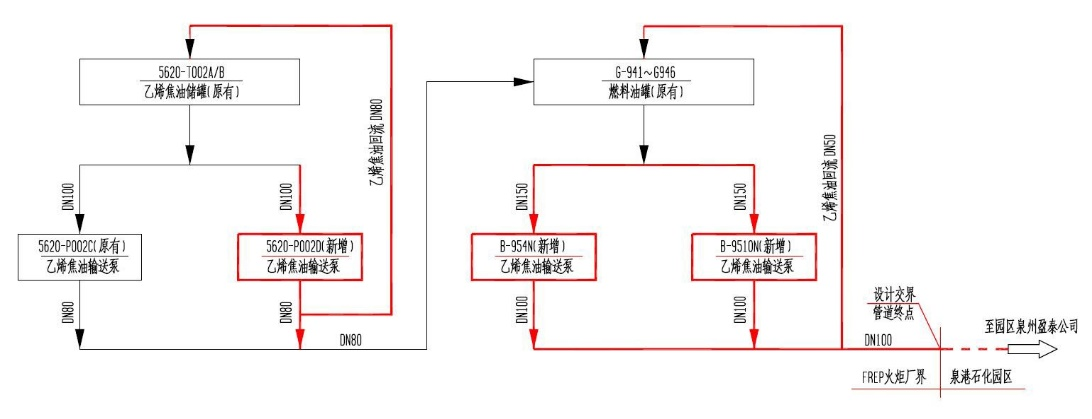 5620-T002A/B
乙烯焦油储罐(原有)
G-941～G946
燃料油罐(原有)
乙烯焦油回流 DN80
乙烯焦油回流 DN50
DN100
DN100
DN150
DN150
5620-P002C(原有)
乙烯焦油输送泵
5620-P002D(新增)
乙烯焦油输送泵
B-954N(新增)
乙烯焦油输送泵
B-9510N(新增)
乙烯焦油输送泵
DN80
DN80
DN100
DN100
设计交界
管道终点
DN80
DN100
至园区泉州盈泰公司
FREP火炬厂界
泉港石化园区